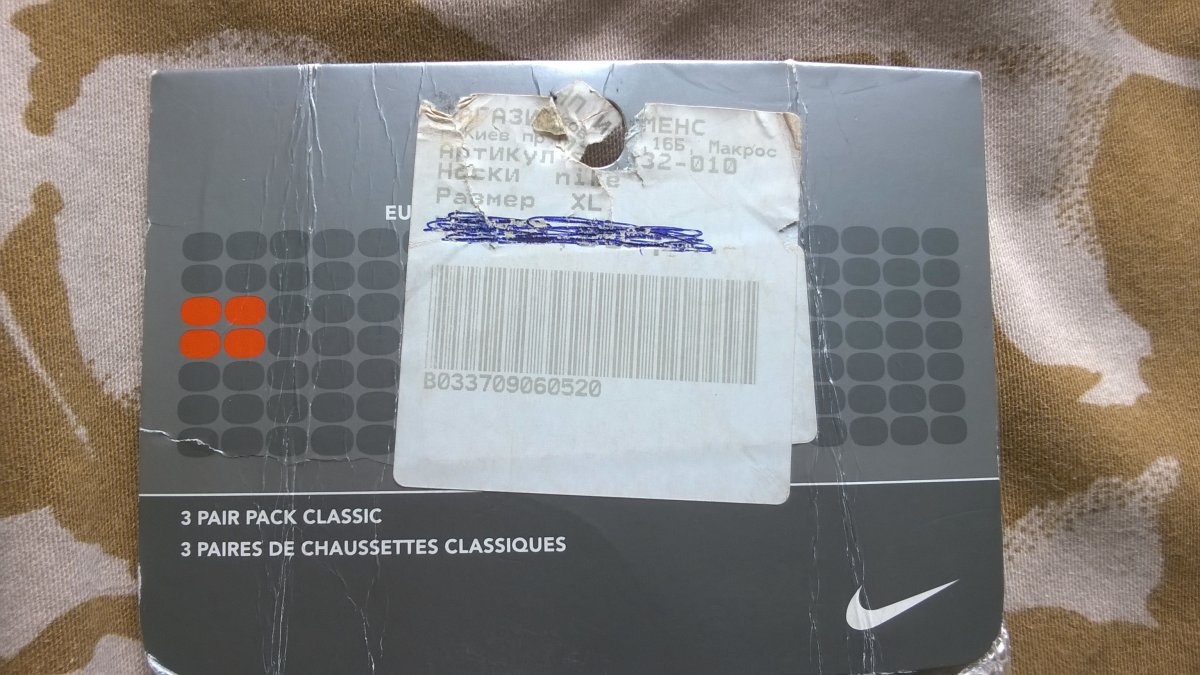 МЕНС
Киев 16Б, Макрос
Артикул 32-010
Носки nike
Размер XL
EU
B033709060520
3 PAIR PACK CLASSIC
3 PAIRES DE CHAUSSETTES CLASSIQUES